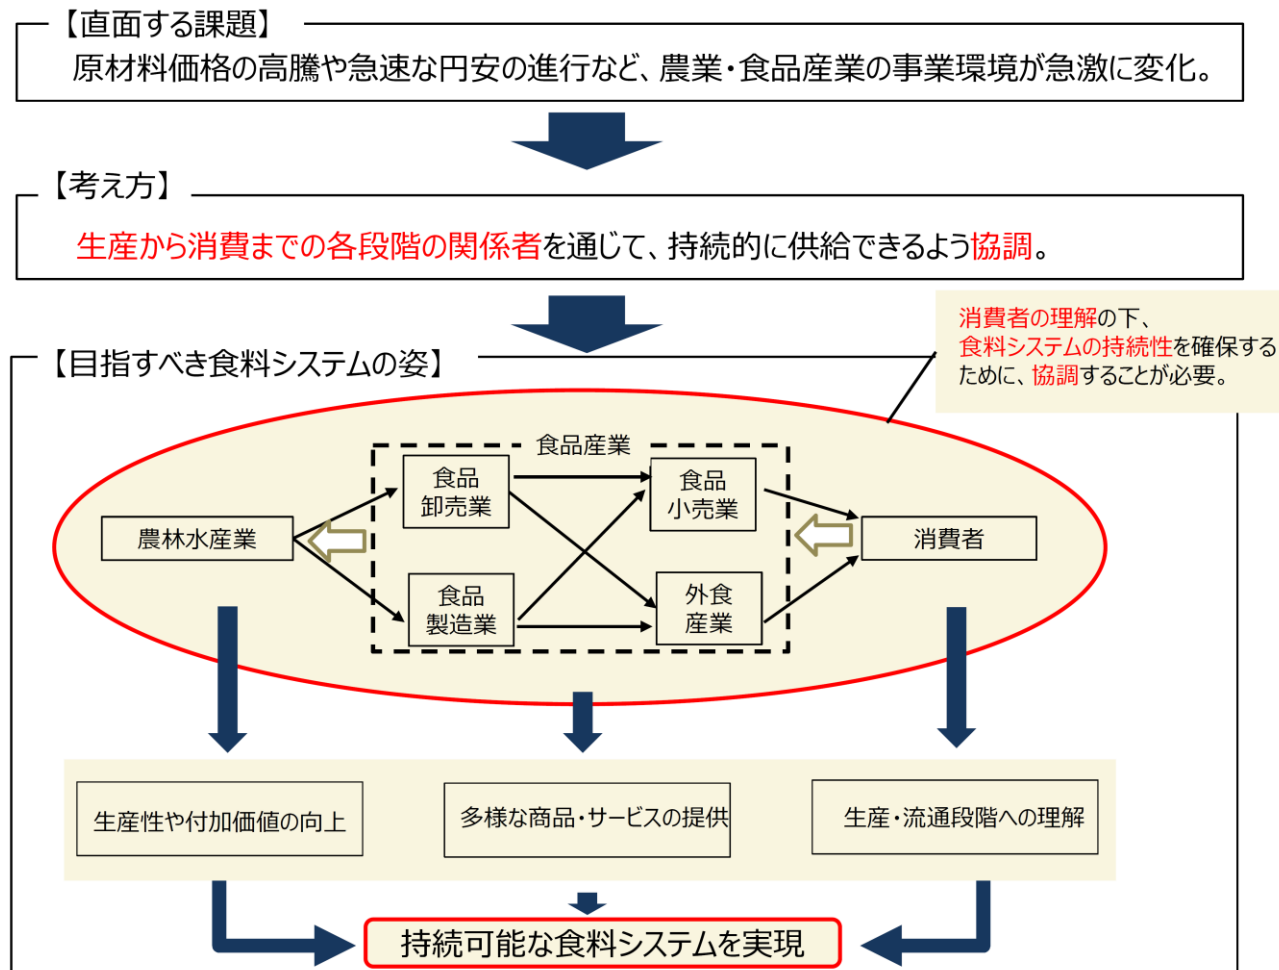 【直面する課題】
原材料価格の高騰や急速な円安の進行など、農業・食品産業の事業環境が急激に変化。
【考え方】
生産から消費までの各段階の関係者を通じて、持続的に供給できるよう協調。
消費者の理解の下、
食料システムの持続性を確保する
ために、協調することが必要。
【目指すべき食料システムの姿】
食品産業
食品
卸売業
食品
小売業
農林水産業
消費者
食品
製造業
外食
産業
生産性や付加価値の向上
多様な商品・サービスの提供
生産・流通段階への理解
持続可能な食料システムを実現